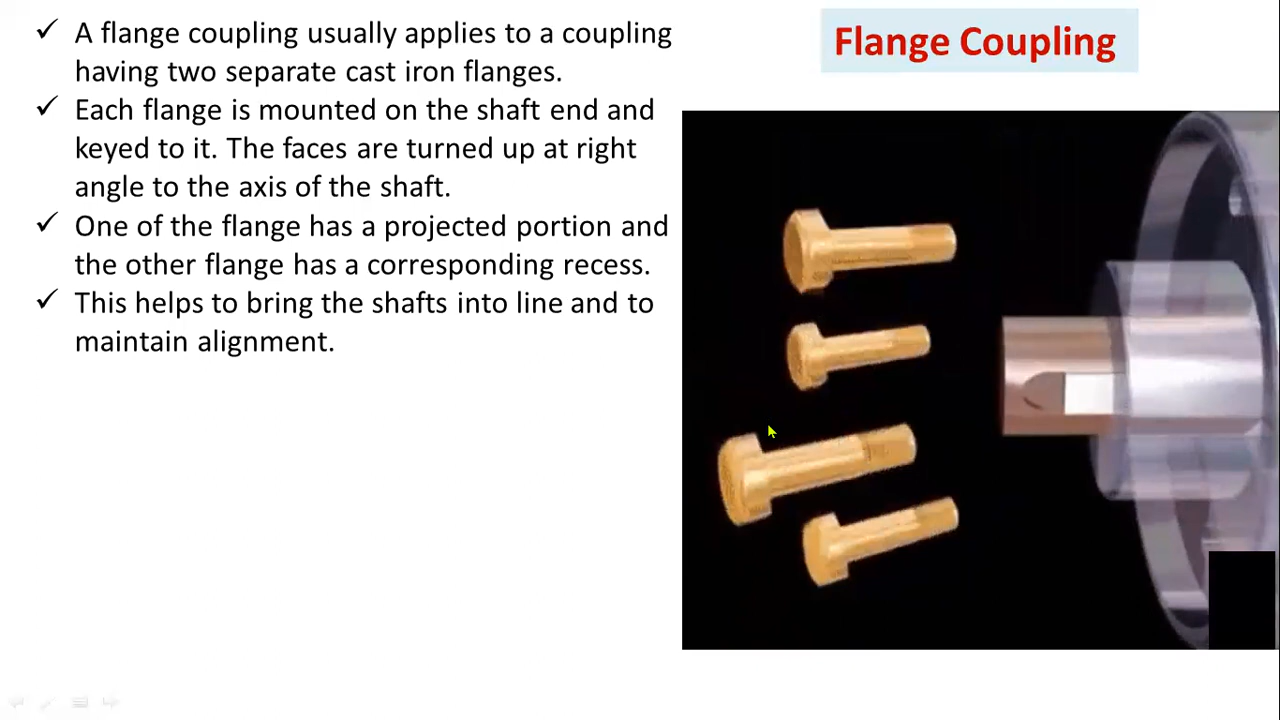 Flange Coupling
✓ A flange coupling usually applies to a coupling
having two separate cast iron flanges.
✓ Each flange is mounted on the shaft end and
keyed to it. The faces are turned up at right
angle to the axis of the shaft.
✓ One of the flange has a projected portion and
the other flange has a corresponding recess.
✓ This helps to bring the shafts into line and to
maintain alignment.